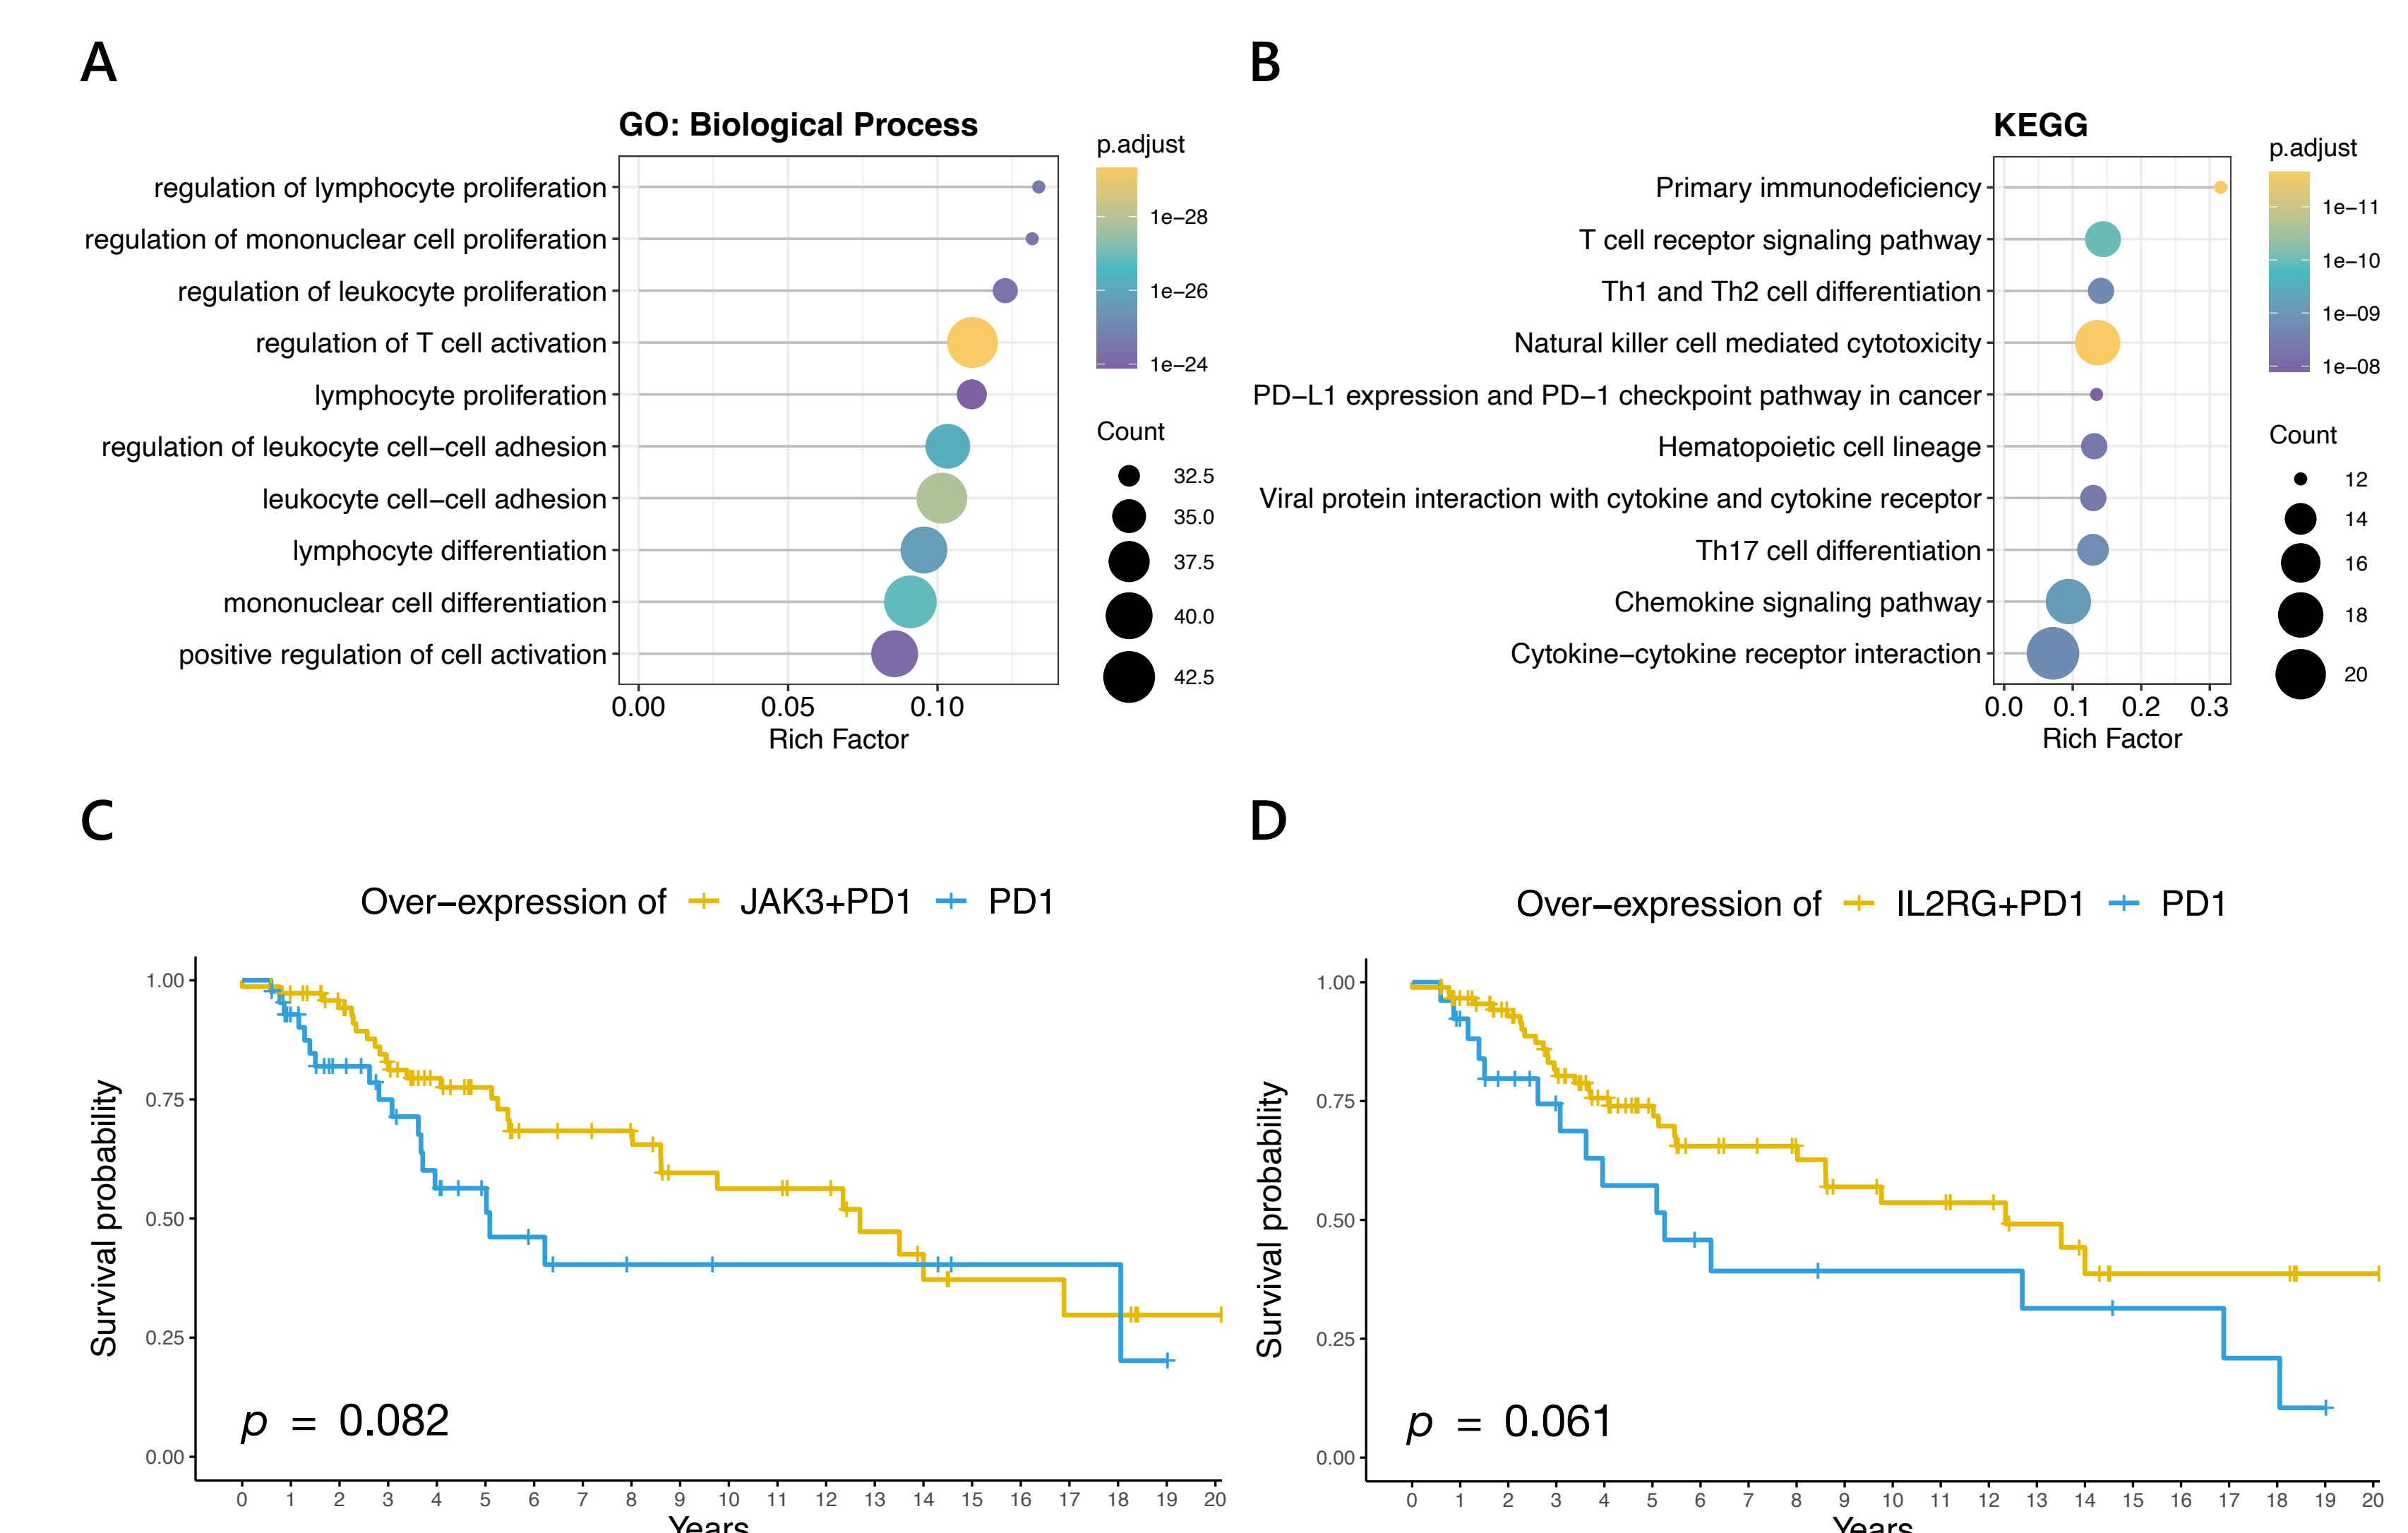 A
GO: Biological Process
regulation of lymphocyte proliferation
regulation of mononuclear cell proliferation
regulation of leukocyte proliferation
regulation of T cell activation
lymphocyte proliferation
regulation of leukocyte cell−cell adhesion
leukocyte cell−cell adhesion
lymphocyte differentiation
mononuclear cell differentiation
positive regulation of cell activation
0.00 0.05 0.10
Rich Factor
p.adjust
1e−28
1e−26
1e−24
Count
32.5
35.0
37.5
40.0
42.5
B
KEGG
Primary immunodeficiency
T cell receptor signaling pathway
Th1 and Th2 cell differentiation
Natural killer cell mediated cytotoxicity
PD−L1 expression and PD−1 checkpoint pathway in cancer
Hematopoietic cell lineage
Viral protein interaction with cytokine and cytokine receptor
Th17 cell differentiation
Chemokine signaling pathway
Cytokine−cytokine receptor interaction
0.0 0.1 0.2 0.3
Rich Factor
p.adjust
1e−11
1e−10
1e−09
1e−08
Count
12
14
16
18
20
C
Over−expression of JAK3+PD1 PD1
Survival probability
1.00
0.75
0.50
0.25
0.00
p = 0.082
0 1 2 3 4 5 6 7 8 9 10 11 12 13 14 15 16 17 18 19 20
Years
D
Over−expression of IL2RG+PD1 PD1
Survival probability
1.00
0.75
0.50
0.25
0.00
p = 0.061
0 1 2 3 4 5 6 7 8 9 10 11 12 13 14 15 16 17 18 19 20
Years